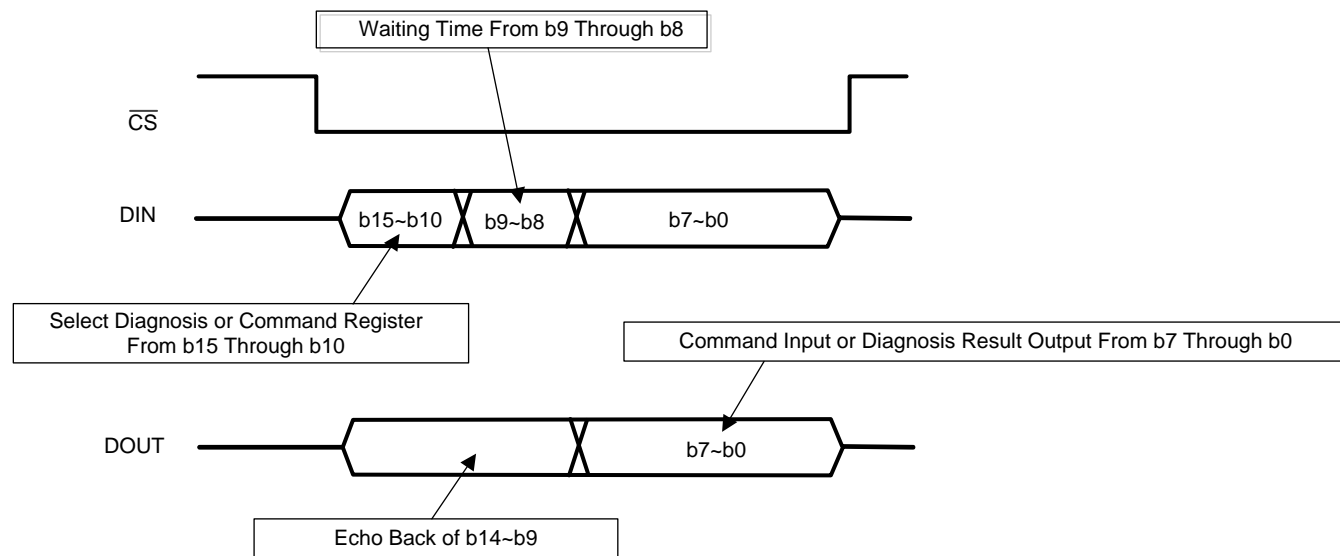 Waiting Time From b9 Through b8
CS
DIN
b15~b10
b9~b8
b7~b0
Select Diagnosis or Command Register
From b15 Through b10
Command Input or Diagnosis Result Output From b7 Through b0
DOUT
b7~b0
Echo Back of b14~b9